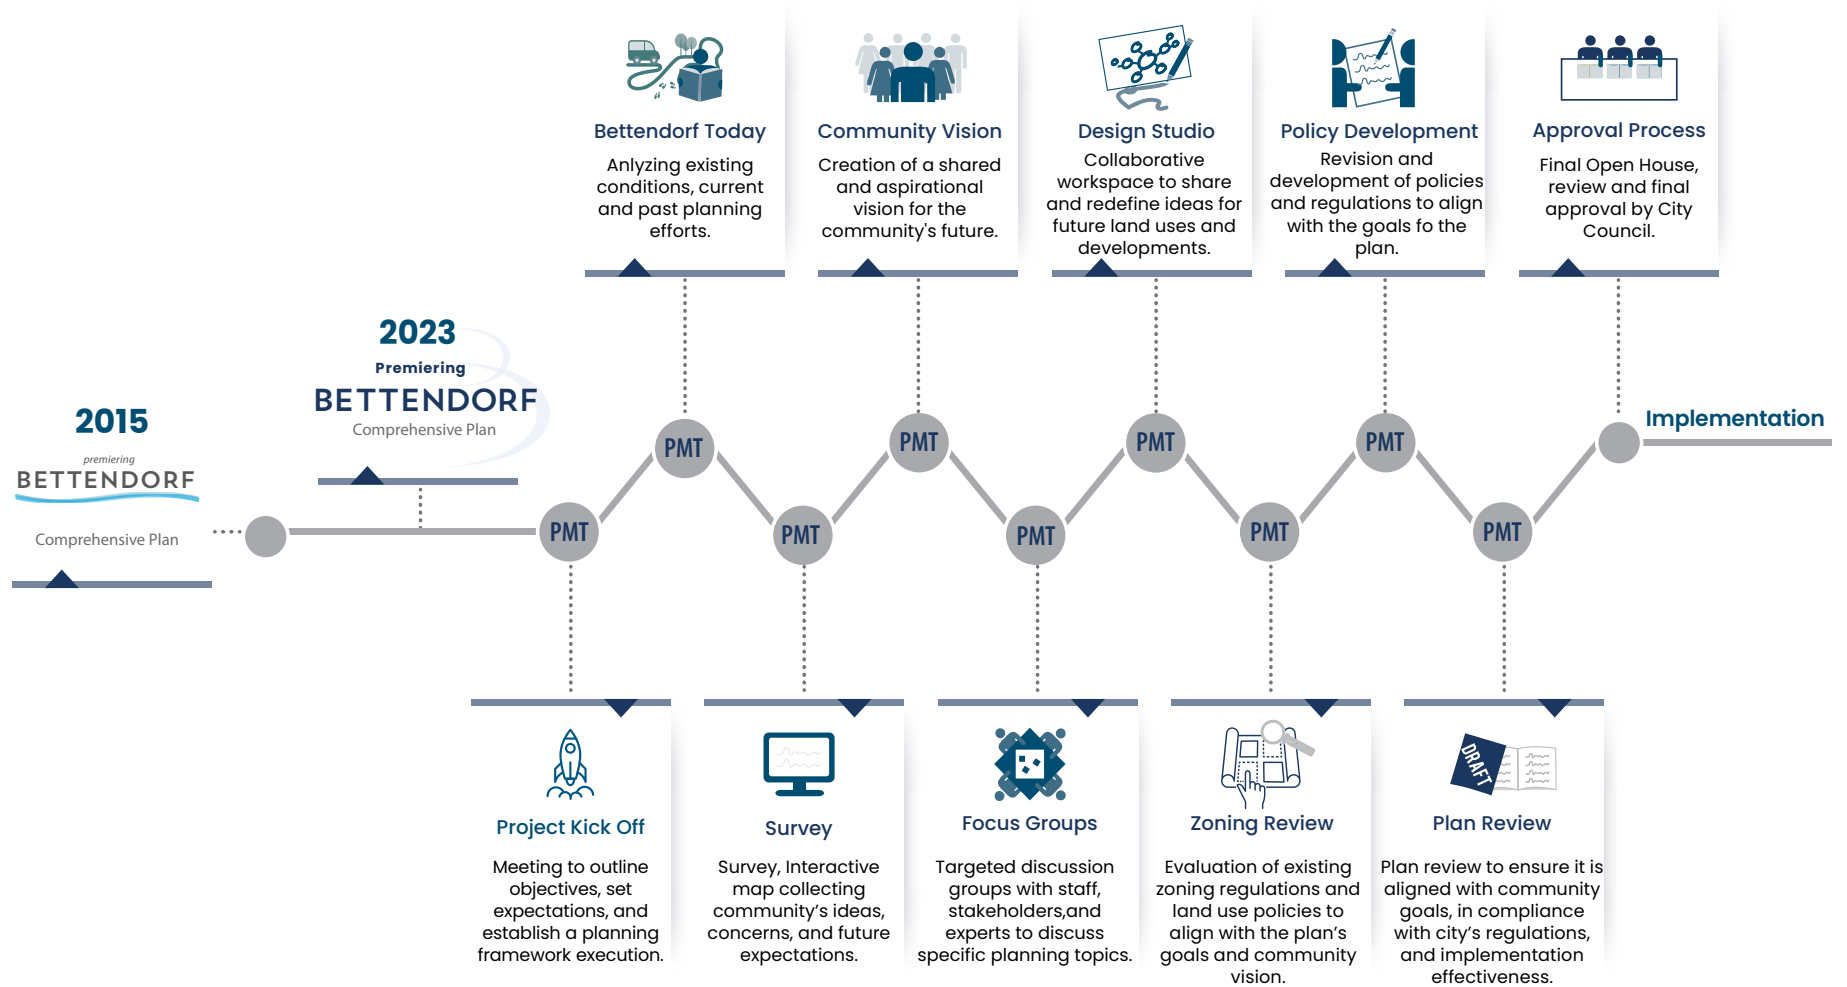 2015
premiering
BETTENDORF
Comprehensive Plan
2023
Premiering
BETTENDORF
Comprehensive Plan
Bettendorf Today
Anlyzing existing
conditions, current
and past planning
efforts.
Community Vision
Creation of a shared
and aspirational
vision for the
community's future.
Design Studio
Collaborative
workspace to share
and redefine ideas for
future land uses and
developments.
Policy Development
Revision and
development of policies
and regulations to align
with the goals fo the
plan.
Approval Process
Final Open House,
review and final
approval by City
Council.
PMT
PMT
PMT
PMT
PMT
PMT
PMT
PMT
PMT
Implementation
Project Kick Off
Meeting to outline
objectives, set
expectations, and
establish a planning
framework execution.
Survey
Survey, Interactive
map collecting
community’s ideas,
concerns, and future
expectations.
Focus Groups
Targeted discussion
groups with staff,
stakeholders,and
experts to discuss
specific planning topics.
Zoning Review
Evaluation of existing
zoning regulations and
land use policies to
align with the plan’s
goals and community
vision.
DRAFT
Plan Review
Plan review to ensure it is
aligned with community
goals, in compliance
with city’s regulations,
and implementation
effectiveness.